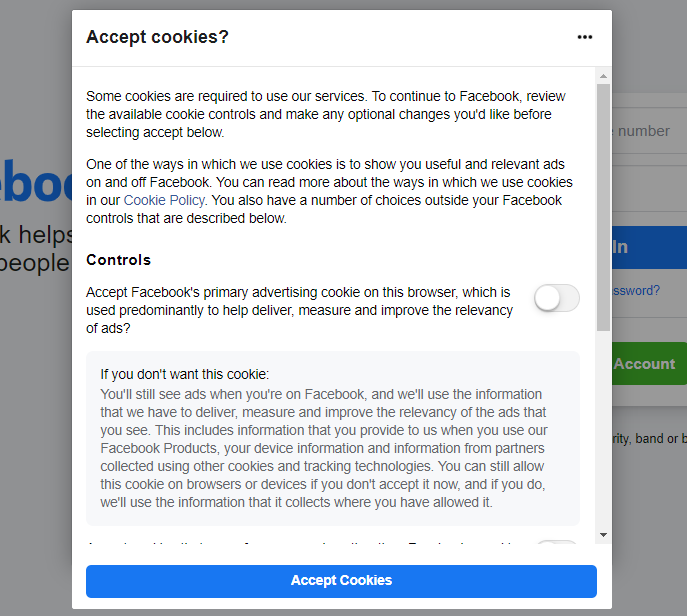 Accept cookies?
Some cookies are required to use our services. To continue to Facebook, review
the available cookie controls and make any optional changes you'd like before
selecting accept below.
One of the ways in which we use cookies is to show you useful and relevant ads
on and off Facebook. You can read more about the ways in which we use cookies
in our Cookie Policy. You also have a number of choices outside your Facebook
controls that are described below.
Controls
Accept Facebook's primary advertising cookie on this browser, which is
used predominantly to help deliver, measure and improve the relevancy
of ads?
If you don't want this cookie:
You'll still see ads when you're on Facebook, and we'll use the information
that we have to deliver, measure and improve the relevancy of the ads that
you see. This includes information that you provide to us when you use our
Facebook Products, your device information and information from partners
collected using other cookies and tracking technologies. You can still allow
this cookie on browsers or devices if you don't accept it now, and if you do,
we'll use the information that it collects where you have allowed it.
Accept Cookies
eboo
k helps
people
number
In
ssword?
Account
rity, band or b